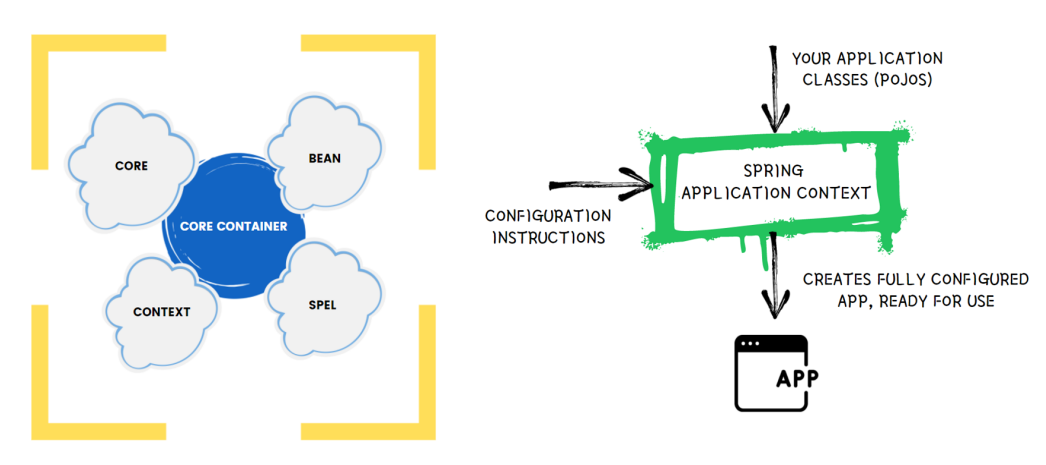 CORE
BEAN
CORE CONTAINER
CONTEXT
SPEL
YOUR APPLICATION
CLASSES (POJOS)
SPRING
APPLICATION CONTEXT
CONFIGURATION
INSTRUCTIONS
CREATES FULLY CONFIGURED
APP, READY FOR USE
APP